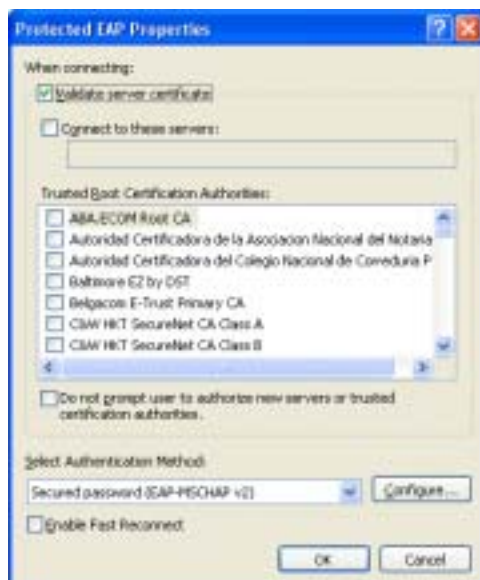 Protected EAP Properties
When connecting:
Validate server certificate
Connect to these servers:
Trusted Root Certification Authorities:
ABA.ECOM Root CA
Autoridad Certificadora de la Asociacion Nacional del Notaria
Autoridad Certificadora del Colegio Nacional de Correduria P
Baltimore EZ by DST
Belgacom E-Trust Primary CA
C&W HKT SecureNet CA Class A
C&W HKT SecureNet CA Class B
Do not prompt user to authorize new servers or trusted
certification authorities.
Select Authentication Method:
Secured password (EAP-MSCHAP v2)
Configure...
Enable Fast Reconnect
OK Cancel